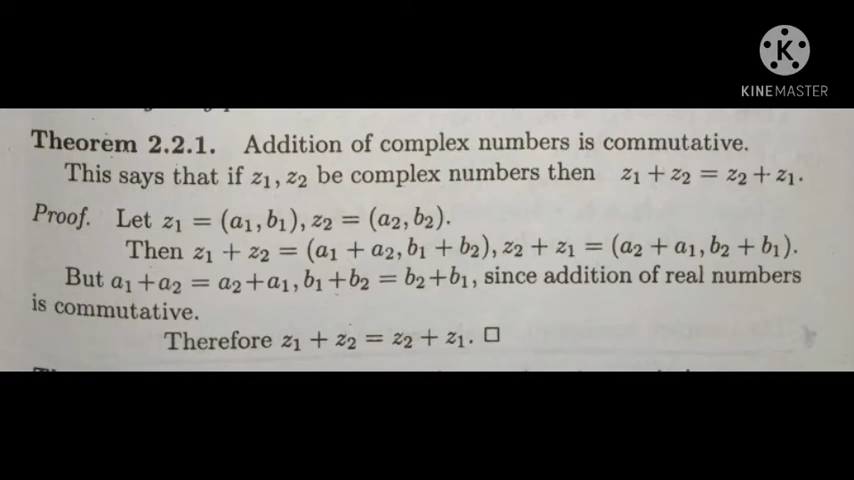 KINEMASTER
Theorem 2.2.1. Addition of complex numbers is commutative.
This says that if z₁, z₂ be complex numbers then z₁ + z₂ = z₂ + z₁.
Proof. Let z₁ = (a₁, b₁), z₂ = (a₂, b₂).
Then z₁ + z₂ = (a₁ + a₂, b₁ + b₂), z₂ + z₁ = (a₂ + a₁, b₂ + b₁).
But a₁ + a₂ = a₂ + a₁, b₁ + b₂ = b₂ + b₁, since addition of real numbers
is commutative.
Therefore z₁ + z₂ = z₂ + z₁. □